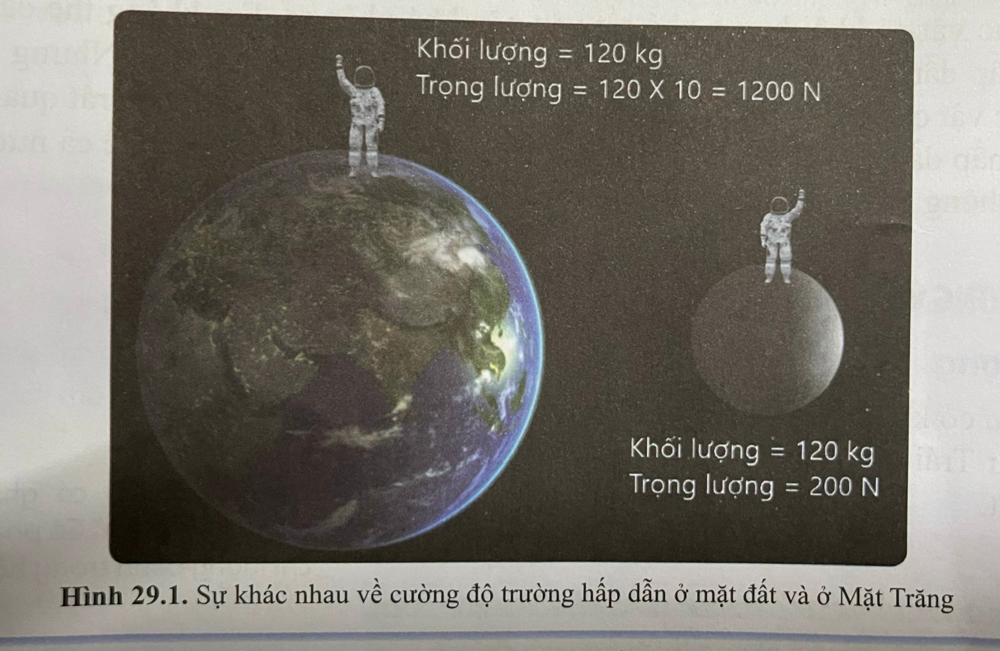 Khối lượng = 120 kg
Trọng lượng = 120 X 10 = 1200 N
Khối lượng = 120 kg
Trọng lượng = 200 N
Hình 29.1. Sự khác nhau về cường độ trường hấp dẫn ở mặt đất và ở Mặt Trăng